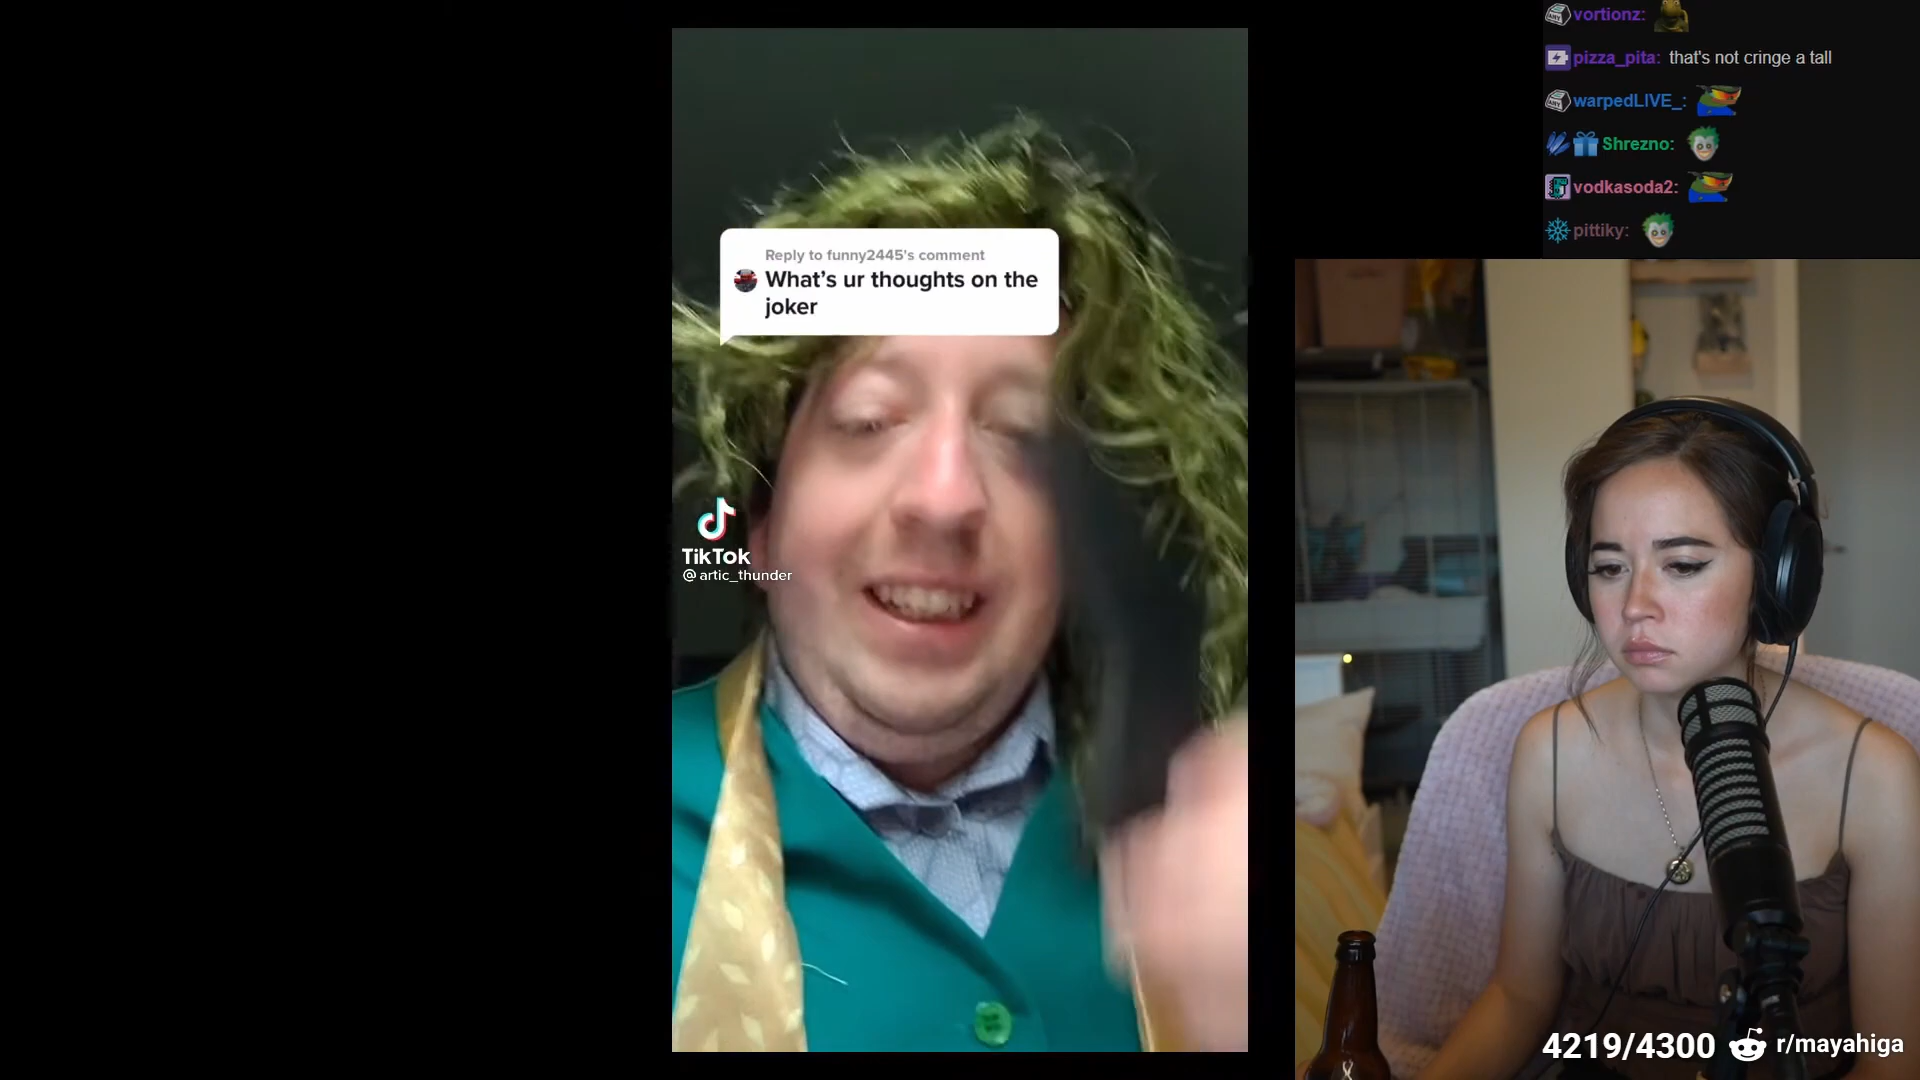 vortionz:
pizza_pita: that's not cringe a tall
warpedLIVE_:
Shrezno:
vodkasoda2:
pittiky:
Reply to funny2445's comment
What's ur thoughts on the
joker
TikTok
@artic_thunder
4219/4300 r/mayahiga